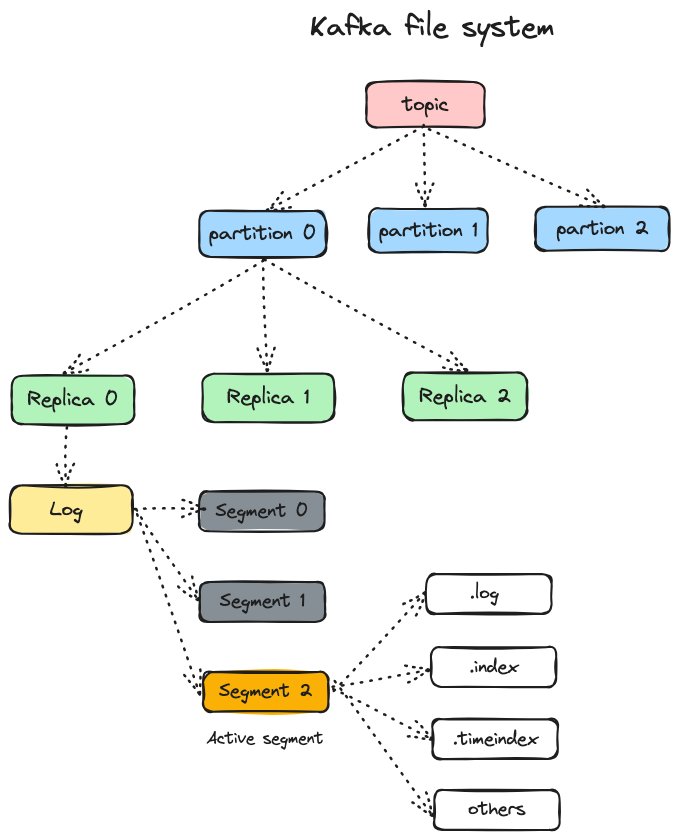 Kafka file system
topic
partition 0
partition 1
partion 2
Replica 0
Replica 1
Replica 2
Log
Segment 0
Segment 1
Segment 2
Active segment
.log
.index
.timeindex
others